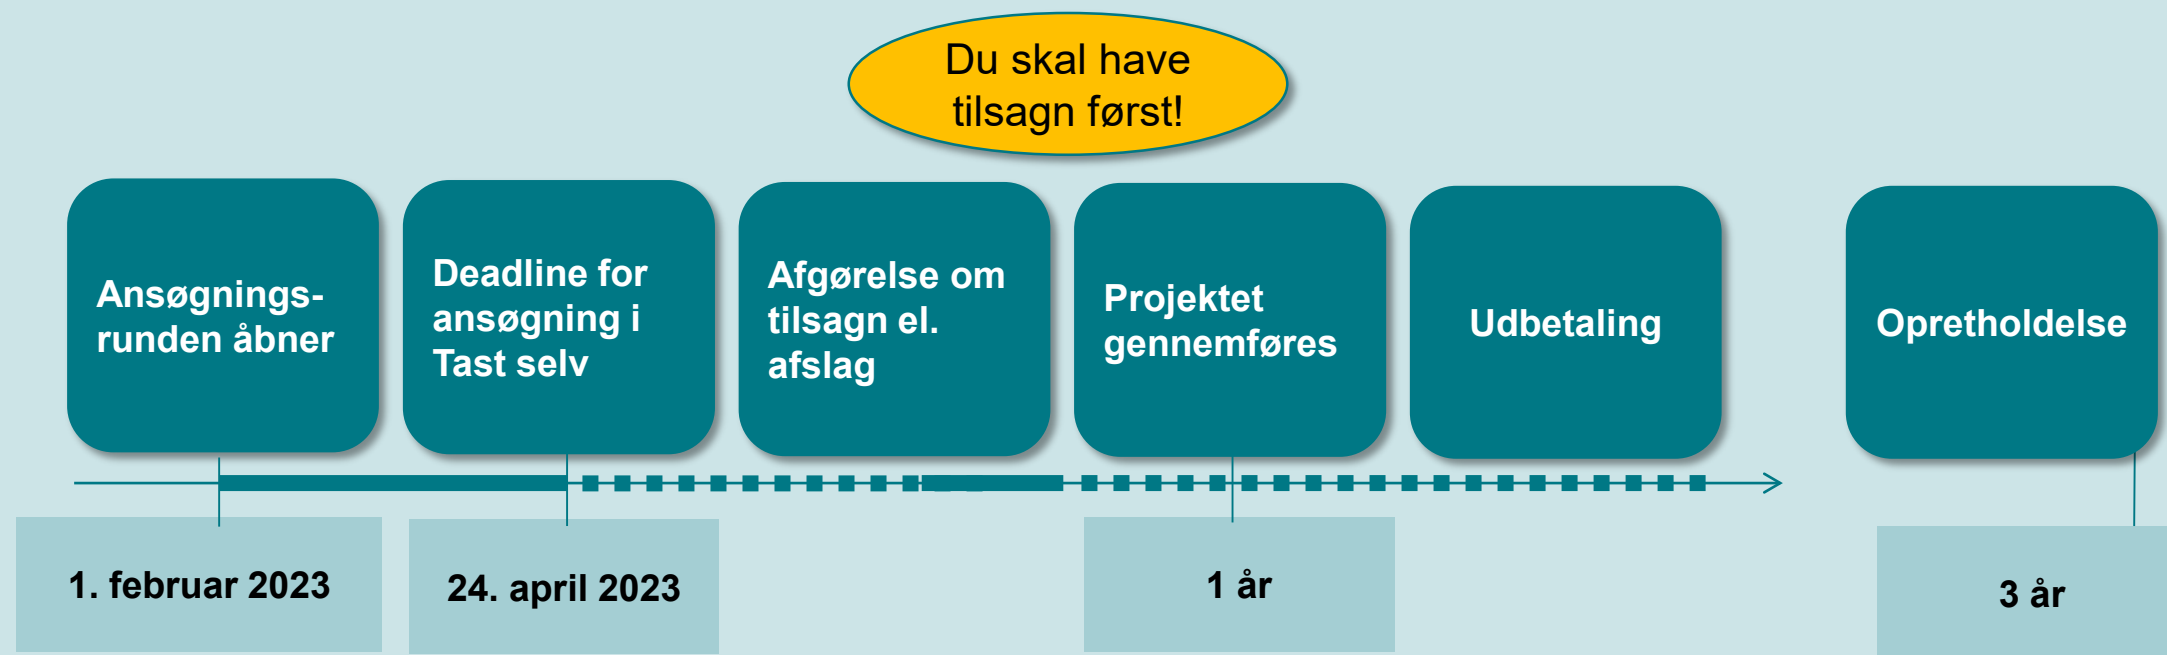 Du skal have
tilsagn først!
Ansøgnings-
runden åbner
Deadline for
ansøgning i
Tast selv
Afgørelse om
tilsagn el.
afslag
Projektet
gennemføres
Udbetaling
Opretholdelse
1. februar 2023
24. april 2023
1 år
3 år